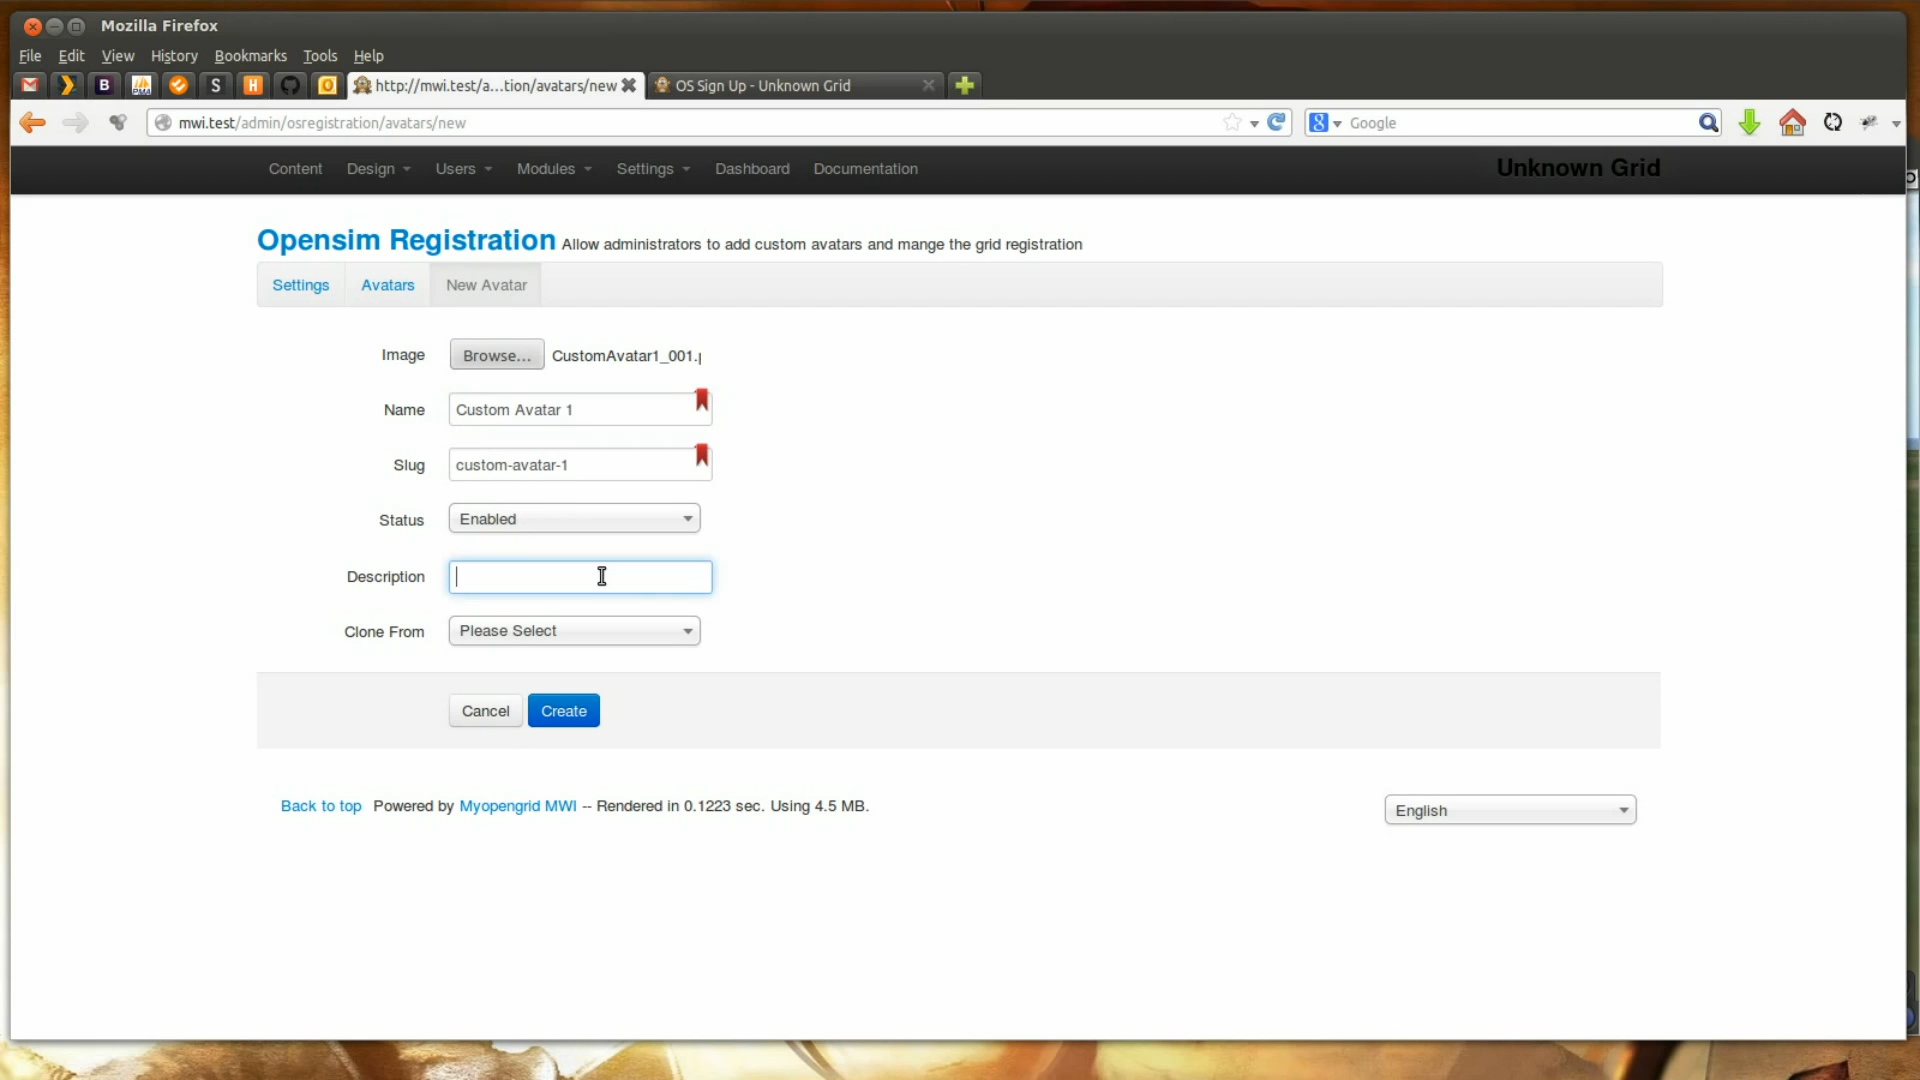 Mozilla Firefox
File Edit View History Bookmarks Tools Help
B PMA S H O http://mwi.test/a...tion/avatars/new OS Sign Up - Unknown Grid
mwi.test/admin/osregistration/avatars/new 8 Google
Content Design Users Modules Settings Dashboard Documentation Unknown Grid
Opensim Registration Allow administrators to add custom avatars and mange the grid registration
Settings Avatars New Avatar
Image Browse... CustomAvatar1_001.p
Name Custom Avatar 1
Slug custom-avatar-1
Status Enabled
Description
Clone From Please Select
Cancel Create
Back to top Powered by Myopengrid MWI -- Rendered in 0.1223 sec. Using 4.5 MB. English